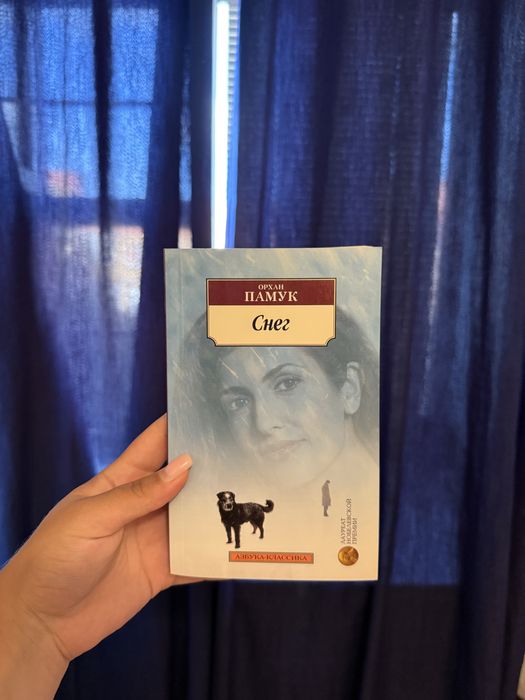 ОРХАН
ПАМУК
Снег
ЛАУРЕАТ
НОБЕЛЕВСКОЙ
ПРЕМИИ
АЗБУКА-КЛАССИКА